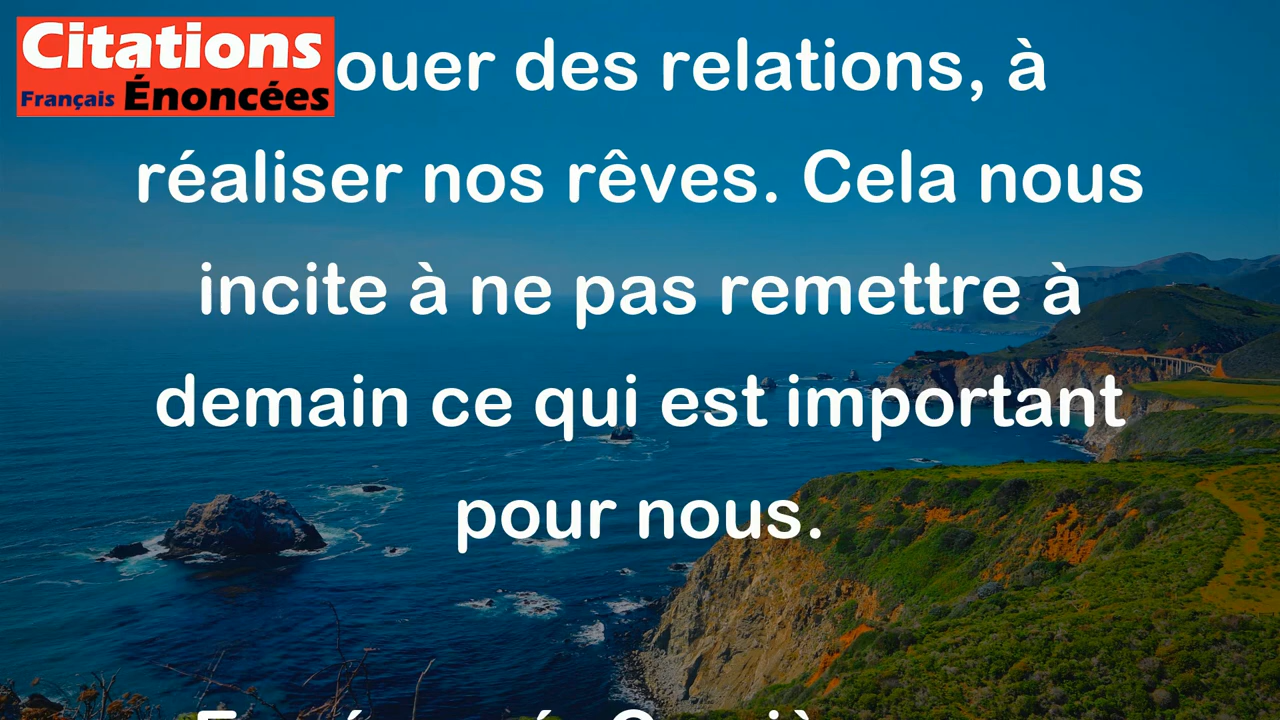 Citations
Français Énoncées
des relations, à
réaliser nos rêves. Cela nous
incite à ne pas remettre à
demain ce qui est important
pour nous.